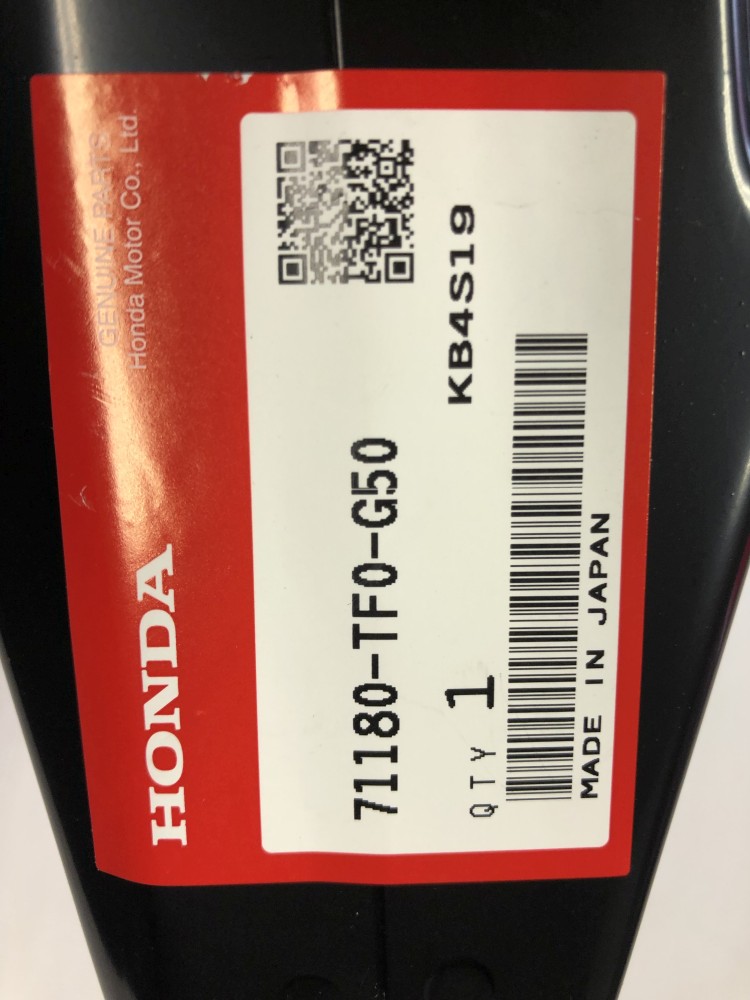 GENUINE PARTS
Honda Motor Co., Ltd.
HONDA
71180-TF0-G50
KB4S19
QTY 1
MADE IN JAPAN